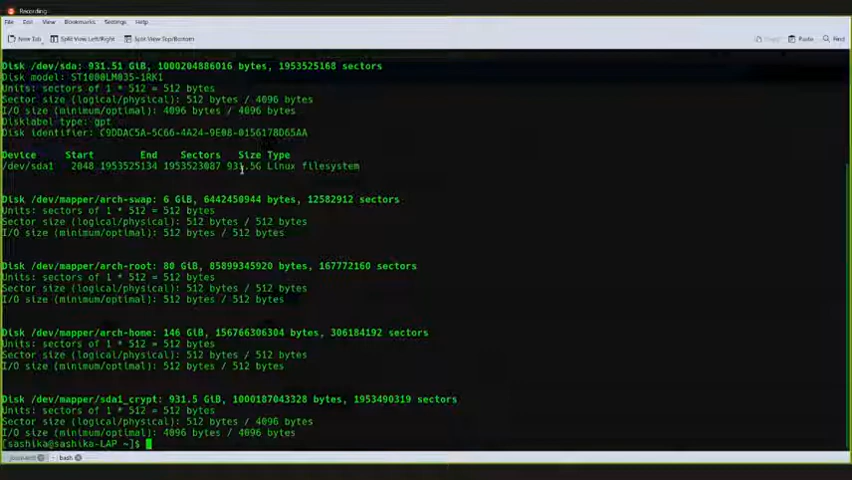 Recording
File Edit View Bookmarks Settings Help
New Tab Split View Left/Right Split View Top/Bottom Paste Find
Disk /dev/sda: 931.51 GiB, 1000204886016 bytes, 1953525168 sectors
Disk model: ST1000LM035-1RK1
Units: sectors of 1 * 512 = 512 bytes
Sector size (logical/physical): 512 bytes / 4096 bytes
I/O size (minimum/optimal): 4096 bytes / 4096 bytes
Disklabel type: gpt
Disk identifier: C9DDAC5A-5C66-4A24-9E08-0156178D65AA
Device Start End Sectors Size Type
/dev/sda1 2048 1953525134 1953523087 931.5G Linux filesystem
Disk /dev/mapper/arch-swap: 6 GiB, 6442450944 bytes, 12582912 sectors
Units: sectors of 1 * 512 = 512 bytes
Sector size (logical/physical): 512 bytes / 512 bytes
I/O size (minimum/optimal): 512 bytes / 512 bytes
Disk /dev/mapper/arch-root: 80 GiB, 85899345920 bytes, 167772160 sectors
Units: sectors of 1 * 512 = 512 bytes
Sector size (logical/physical): 512 bytes / 512 bytes
I/O size (minimum/optimal): 512 bytes / 512 bytes
Disk /dev/mapper/arch-home: 146 GiB, 156766306304 bytes, 306184192 sectors
Units: sectors of 1 * 512 = 512 bytes
Sector size (logical/physical): 512 bytes / 512 bytes
I/O size (minimum/optimal): 512 bytes / 512 bytes
Disk /dev/mapper/sda1_crypt: 931.5 GiB, 1000187043328 bytes, 1953490319 sectors
Units: sectors of 1 * 512 = 512 bytes
Sector size (logical/physical): 512 bytes / 4096 bytes
I/O size (minimum/optimal): 4096 bytes / 4096 bytes
[sashika@sashika-LAP ~]$
bash